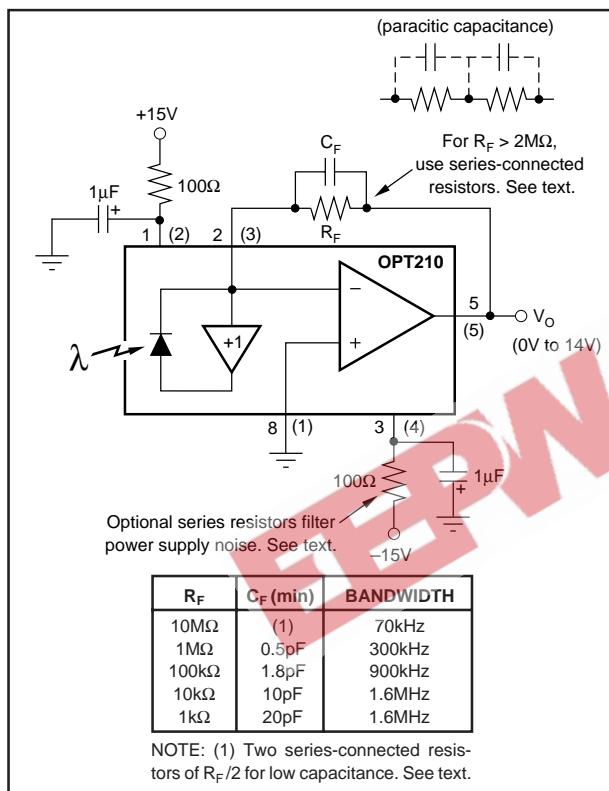 (paracitic capacitance)
+15V
1µF
+
100Ω
C_F
R_F
For R_F > 2MΩ,
use series-connected
resistors. See text.
1 (2)
2 (3)
OPT210
λ
+1
−
+
5
(5)
V_O
(0V to 14V)
8 (1)
3 (4)
100Ω
1µF
+
–15V
Optional series resistors filter
power supply noise. See text.
EEPW
R_F C_F (min) BANDWIDTH
10MΩ (1) 70kHz
1MΩ 0.5pF 300kHz
100kΩ 1.8pF 900kHz
10kΩ 10pF 1.6MHz
1kΩ 20pF 1.6MHz
NOTE: (1) Two series-connected resis-
tors of R_F/2 for low capacitance. See text.